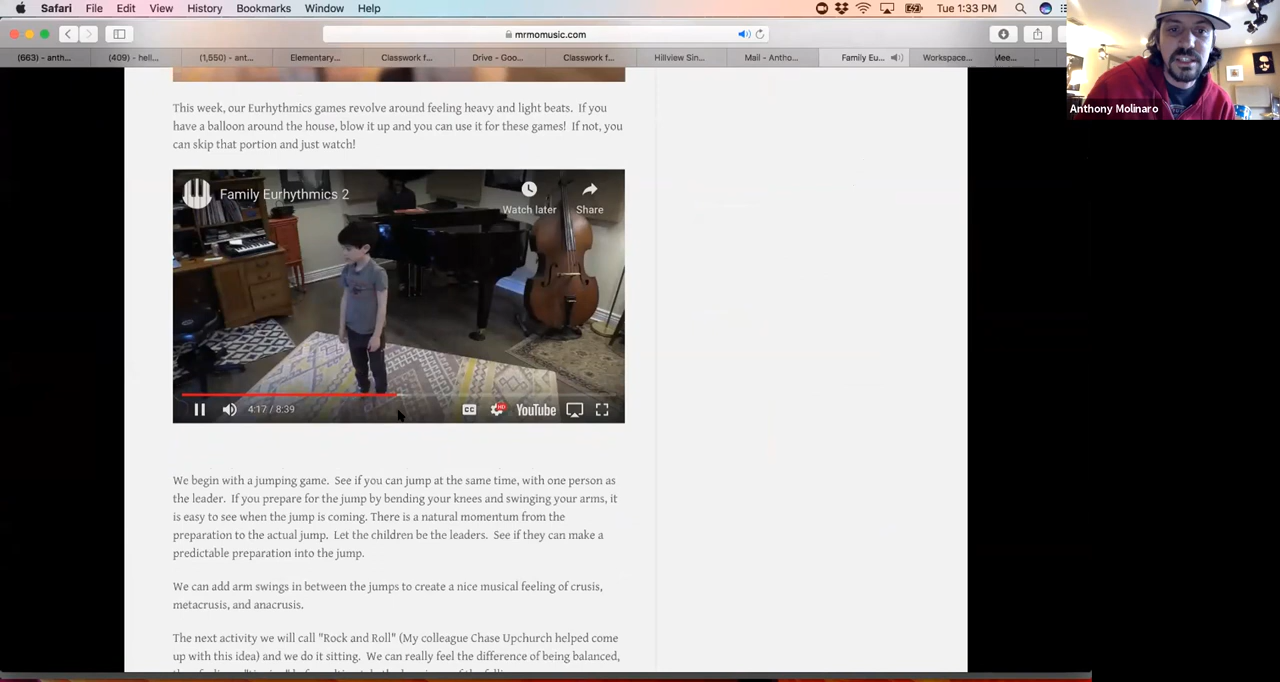 Safari File Edit View History Bookmarks Window Help Tue 1:33 PM
mrmomusic.com
(663) - anth... (409) - hell... (1,550) - ant... Elementary... Classwork f... Drive - Goo... Classwork f... Hillview Sin... Mail - Antho... Family Eu... Workspace... Mee...
Anthony Molinaro
This week, our Eurhythmics games revolve around feeling heavy and light beats. If you
have a balloon around the house, blow it up and you can use it for these games! If not, you
can skip that portion and just watch!
Family Eurhythmics 2
Watch later Share
4:17 / 8:39 CC HD YouTube
We begin with a jumping game. See if you can jump at the same time, with one person as
the leader. If you prepare for the jump by bending your knees and swinging your arms, it
is easy to see when the jump is coming. There is a natural momentum from the
preparation to the actual jump. Let the children be the leaders. See if they can make a
predictable preparation into the jump.
We can add arm swings in between the jumps to create a nice musical feeling of crusis,
metacrusis, and anacrusis.
The next activity we will call "Rock and Roll" (My colleague Chase Upchurch helped come
up with this idea) and we do it sitting. We can really feel the difference of being balanced,